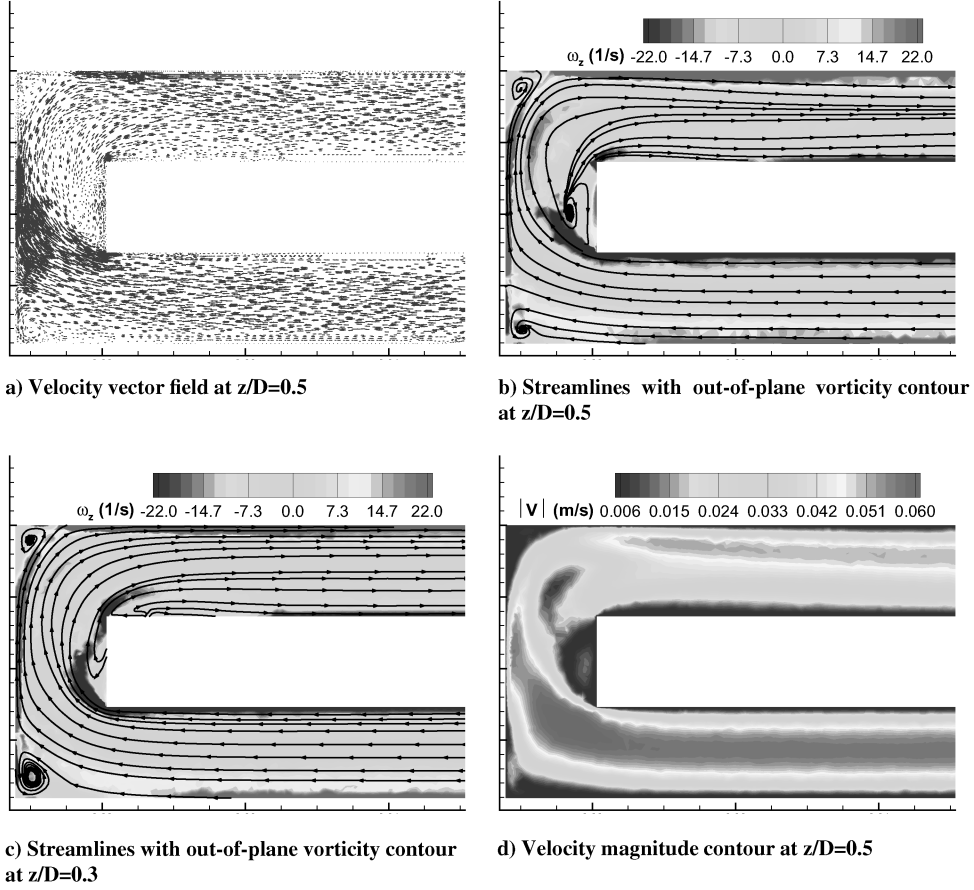 ωz (1/s) -22.0 -14.7 -7.3 0.0 7.3 14.7 22.0
a) Velocity vector field at z/D=0.5
b) Streamlines with out-of-plane vorticity contour
at z/D=0.5
ωz (1/s) -22.0 -14.7 -7.3 0.0 7.3 14.7 22.0
|V| (m/s) 0.006 0.015 0.024 0.033 0.042 0.051 0.060
c) Streamlines with out-of-plane vorticity contour
at z/D=0.3
d) Velocity magnitude contour at z/D=0.5